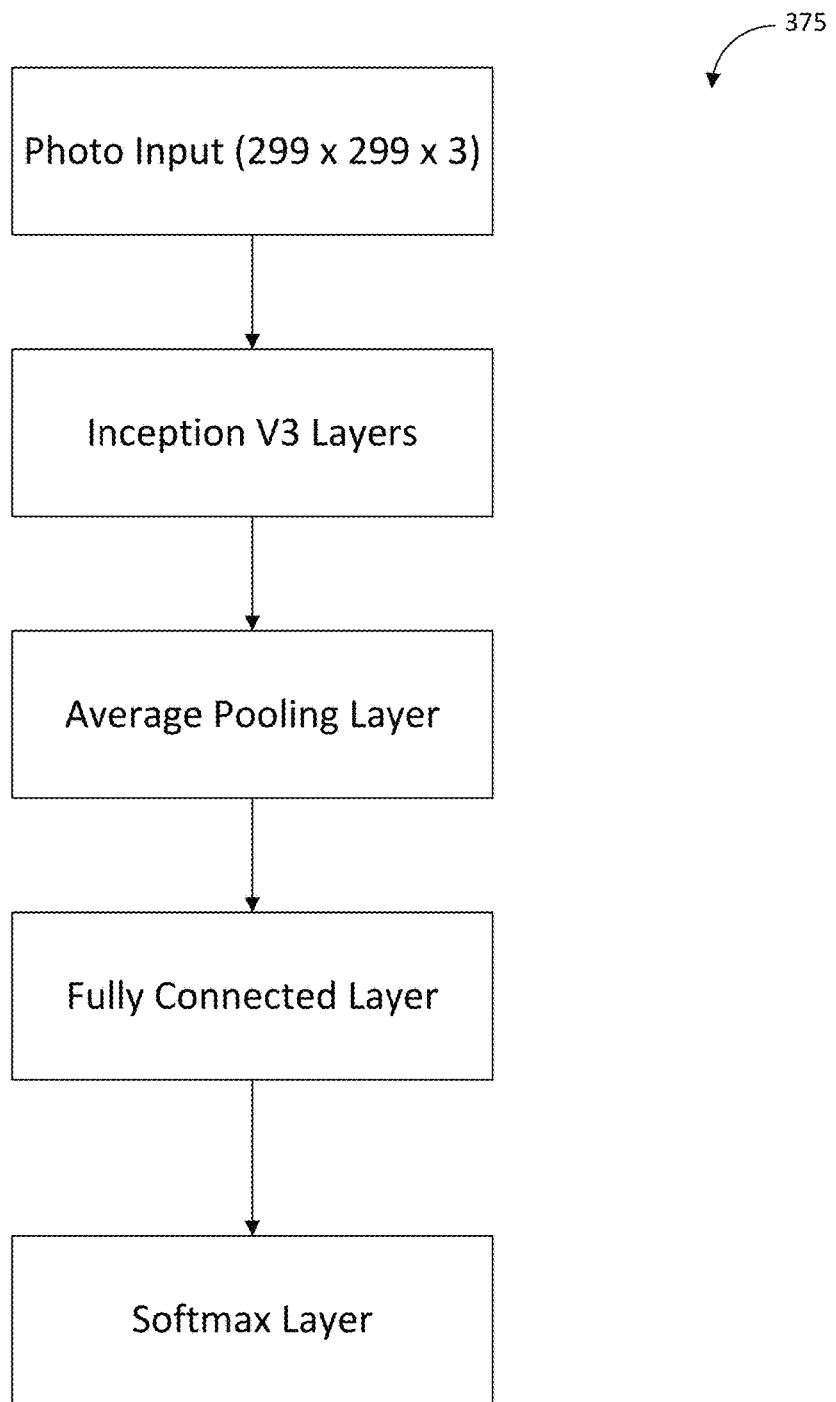 375
Photo Input (299 x 299 x 3)
Inception V3 Layers
Average Pooling Layer
Fully Connected Layer
Softmax Layer